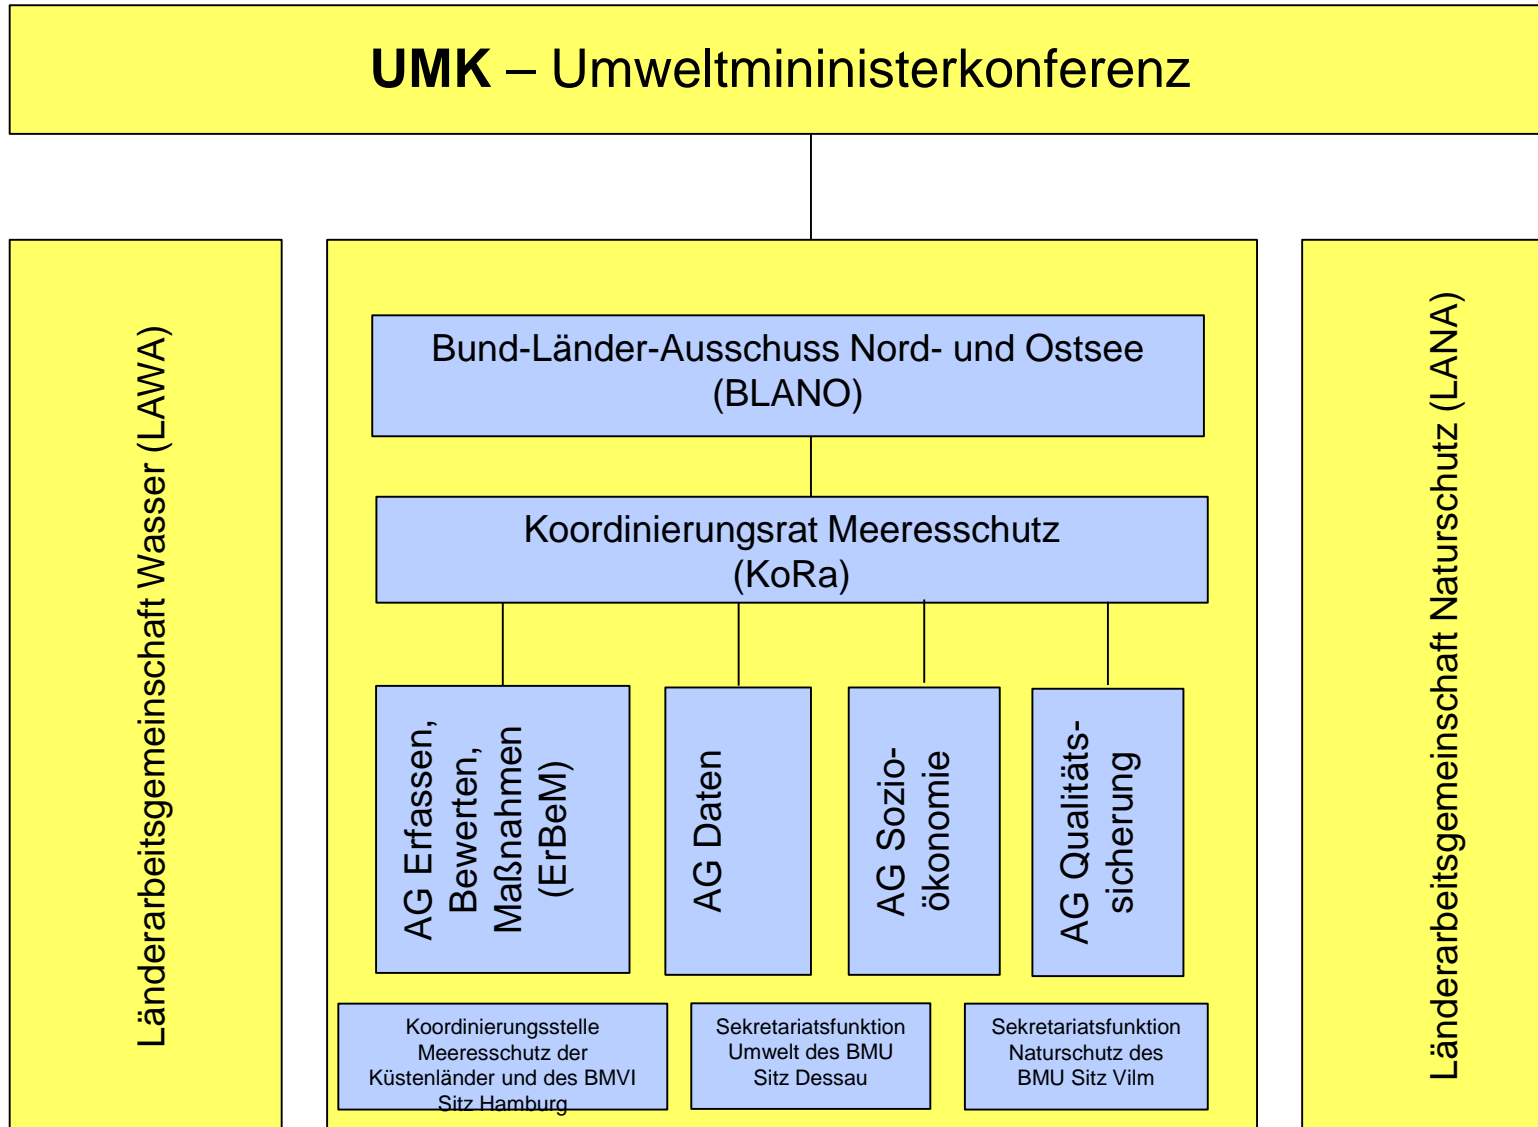 UMK – Umweltmininisterkonferenz
Länderarbeitsgemeinschaft Wasser (LAWA)
Bund-Länder-Ausschuss Nord- und Ostsee
(BLANO)
Koordinierungsrat Meeresschutz
(KoRa)
AG Erfassen,
Bewerten,
Maßnahmen
(ErBeM)
AG Daten
AG Sozio-
ökonomie
AG Qualitäts-
sicherung
Koordinierungsstelle
Meeresschutz der
Küstenländer und des BMVI
Sitz Hamburg
Sekretariatsfunktion
Umwelt des BMU
Sitz Dessau
Sekretariatsfunktion
Naturschutz des
BMU Sitz Vilm
Länderarbeitsgemeinschaft Naturschutz (LANA)